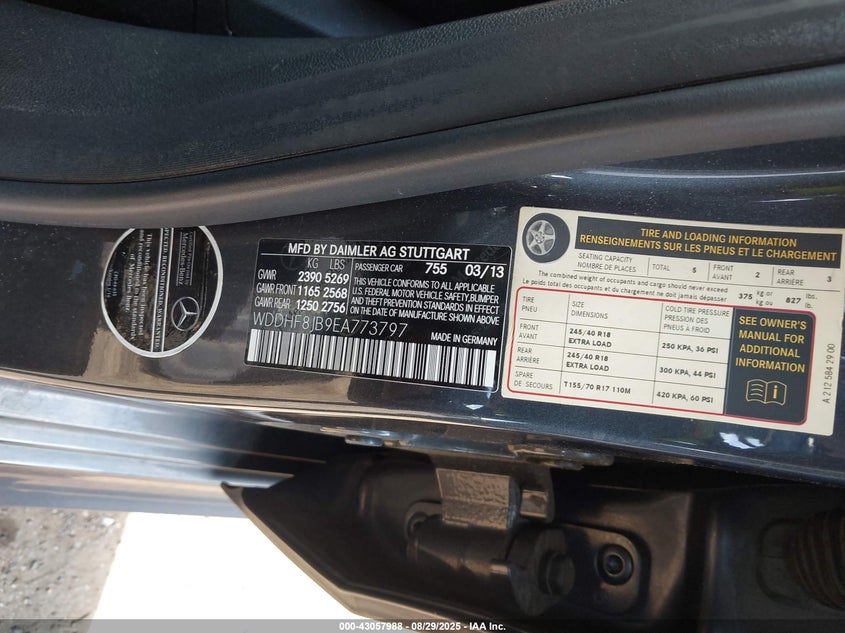 Mercedes-Benz
MFD BY DAIMLER AG STUTTGART
KG LBS
PASSENGER CAR 755 03/13
GVWR 2390 5269
GAWR FRONT 1165 2568
GAWR REAR 1250 2756
THIS VEHICLE CONFORMS TO ALL APPLICABLE
U.S. FEDERAL MOTOR VEHICLE SAFETY, BUMPER
AND THEFT PREVENTION STANDARDS IN EFFECT
ON THE DATE OF MANUFACTURE SHOWN ABOVE
WDDHF8JB9EA773797
MADE IN GERMANY
TIRE AND LOADING INFORMATION
RENSEIGNEMENTS SUR LES PNEUS ET LE CHARGEMENT
SEATING CAPACITY
NOMBRE DE PLACES
TOTAL 5
FRONT
AVANT 2
REAR
ARRIÈRE 3
The combined weight of occupants and cargo should never exceed
Le poids total des occupants et du chargement ne doit jamais dépasser
375 kg or kg ou 827 lbs. lb.
TIRE
PNEU
SIZE
DIMENSIONS
COLD TIRE PRESSURE
PRESSION DES PNEUS À FROID
FRONT
AVANT
245/40 R18
EXTRA LOAD
250 KPA, 36 PSI
REAR
ARRIÈRE
245/40 R18
EXTRA LOAD
300 KPA, 44 PSI
SPARE
DE SECOURS
T155/70 R17 110M
420 KPA, 60 PSI
SEE OWNER'S
MANUAL FOR
ADDITIONAL
INFORMATION
A 212 584 29 00
000-43057988 - 08/29/2025 - IAA, Inc.